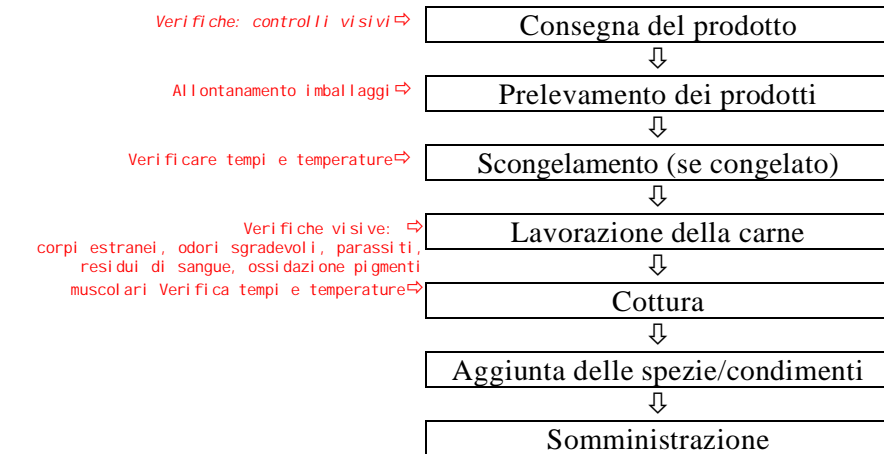 Verifiche: controlli visivi⇨ Consegna del prodotto
⇩
Allontanamento imballaggi⇨ Prelevamento dei prodotti
⇩
Verificare tempi e temperature⇨ Scongelamento (se congelato)
⇩
Verifiche visive: ⇨ Lavorazione della carne
corpi estranei, odori sgradevoli, parassiti,
residui di sangue, ossidazione pigmenti
⇩
muscolari Verifica tempi e temperature⇨ Cottura
⇩
Aggiunta delle spezie/condimenti
⇩
Somministrazione